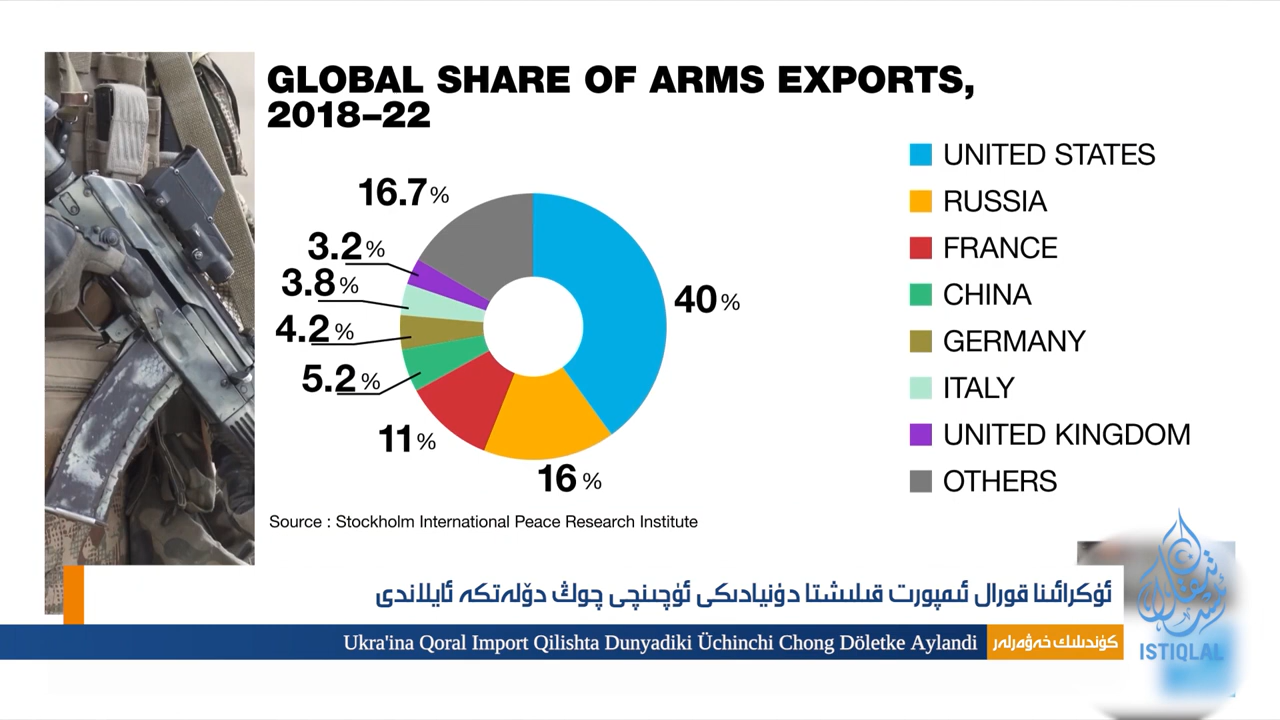 GLOBAL SHARE OF ARMS EXPORTS,
2018–22
UNITED STATES
RUSSIA
FRANCE
CHINA
GERMANY
ITALY
UNITED KINGDOM
OTHERS
16.7%
3.2%
3.8%
4.2%
5.2%
11%
16%
40%
Source : Stockholm International Peace Research Institute
ئۇكرائىنا قورال ئىمپورت قىلىشتا دۇنيادىكى ئۈچىنچى چوڭ دۆلەتكە ئايلاندى
Ukra'ina Qoral Import Qilishta Dunyadiki Üchinchi Chong Döletke Aylandi
كۈندىلىك خەۋەرلەر
ISTIQLAL